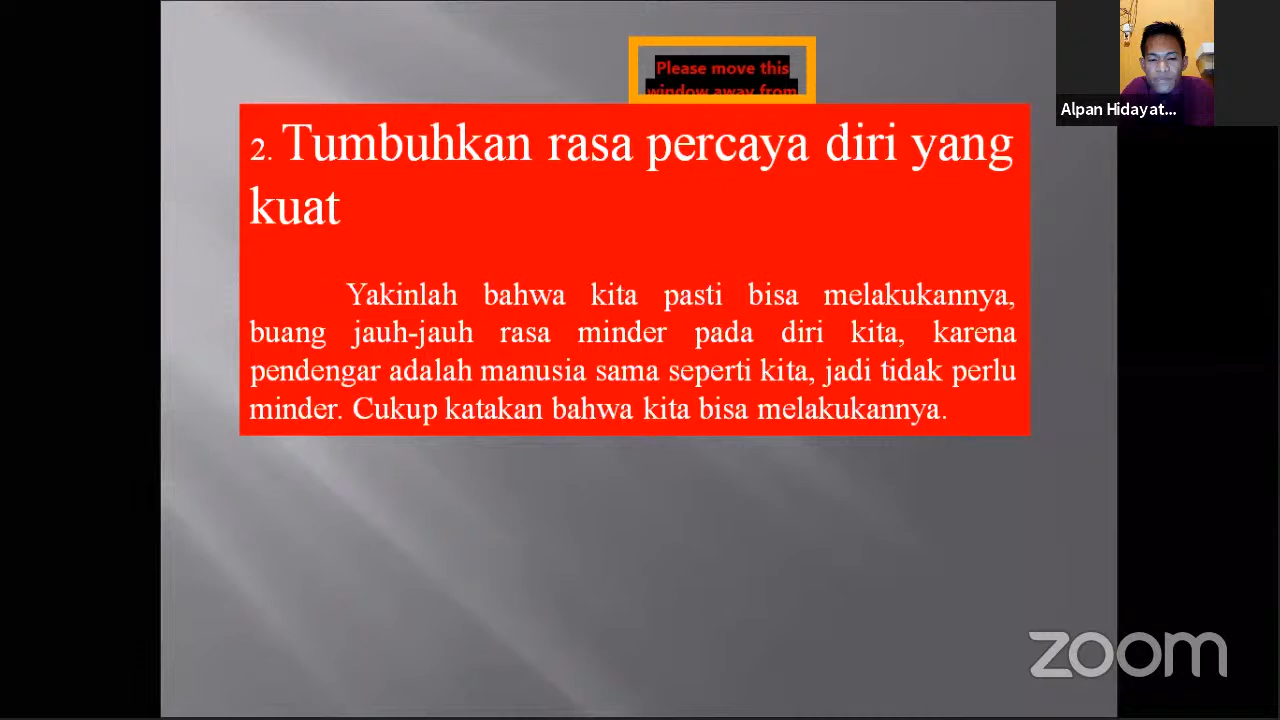 Please move this
window away from
Alpan Hidayat...
2. Tumbuhkan rasa percaya diri yang
kuat
Yakinlah bahwa kita pasti bisa melakukannya,
buang jauh-jauh rasa minder pada diri kita, karena
pendengar adalah manusia sama seperti kita, jadi tidak perlu
minder. Cukup katakan bahwa kita bisa melakukannya.
zoom